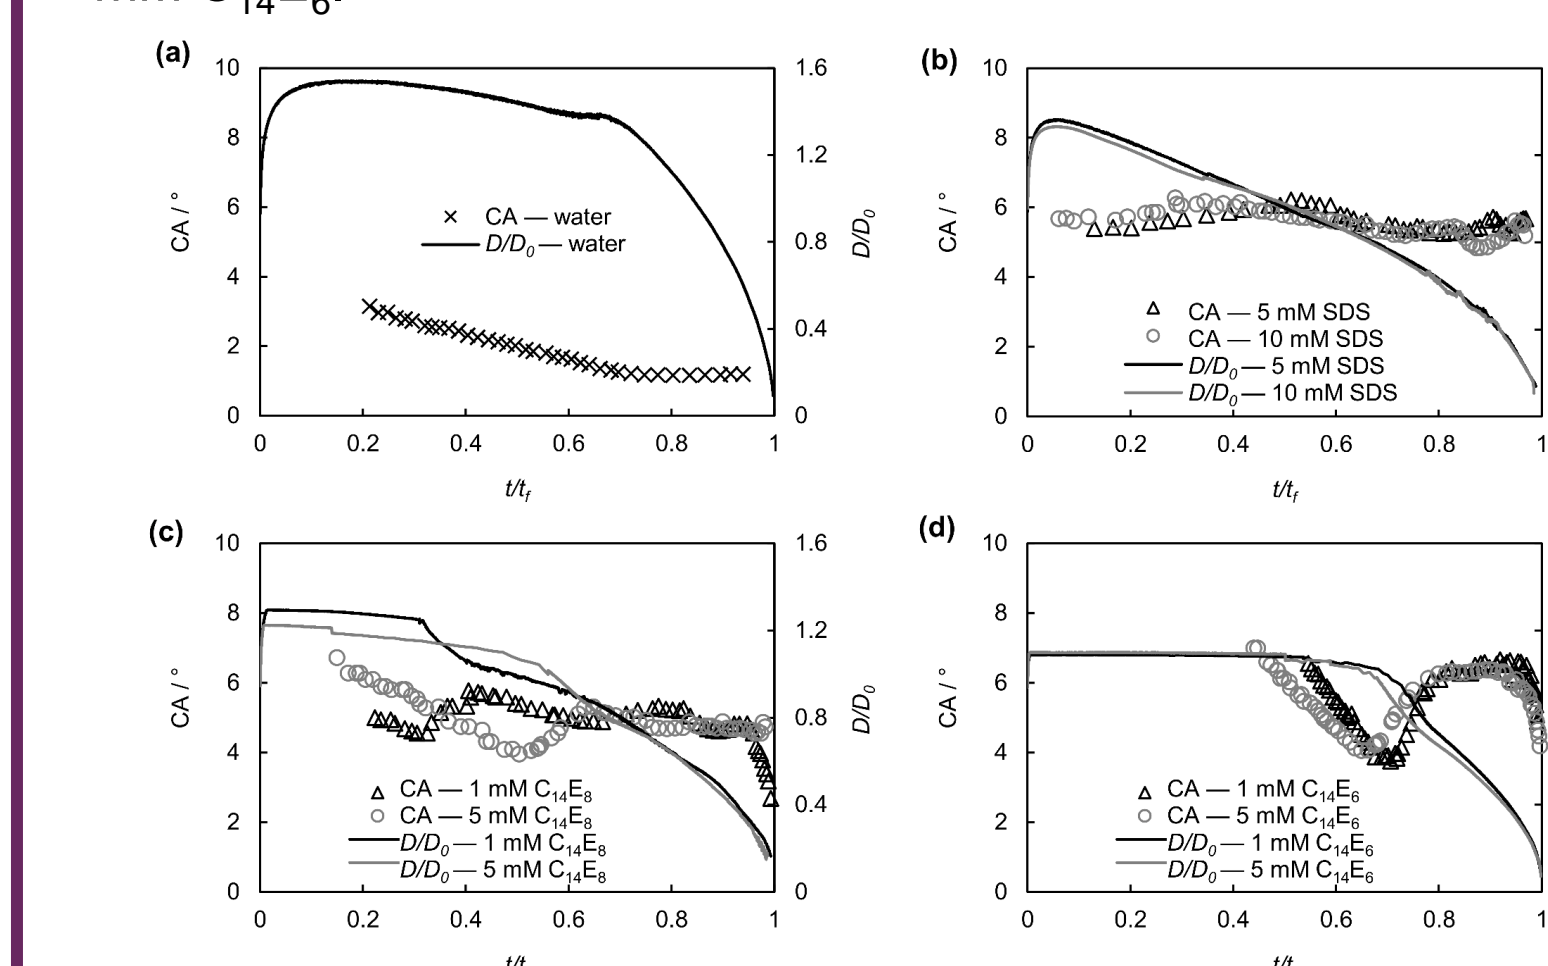 (a)
10
8
6
4
2
0
CA / °
1.6
1.2
0.8
0.4
0
D/D0
CA — water
D/D0 — water
0 0.2 0.4 0.6 0.8 1
t/tf
(b)
10
8
6
4
2
0
CA / °
CA — 5 mM SDS
CA — 10 mM SDS
D/D0 — 5 mM SDS
D/D0 — 10 mM SDS
0 0.2 0.4 0.6 0.8 1
t/tf
(c)
10
8
6
4
2
0
CA / °
1.6
1.2
0.8
0.4
0
D/D0
CA — 1 mM C14E8
CA — 5 mM C14E8
D/D0 — 1 mM C14E8
D/D0 — 5 mM C14E8
0 0.2 0.4 0.6 0.8 1
(d)
10
8
6
4
2
0
CA / °
CA — 1 mM C14E6
CA — 5 mM C14E6
D/D0 — 1 mM C14E6
D/D0 — 5 mM C14E6
0 0.2 0.4 0.6 0.8 1